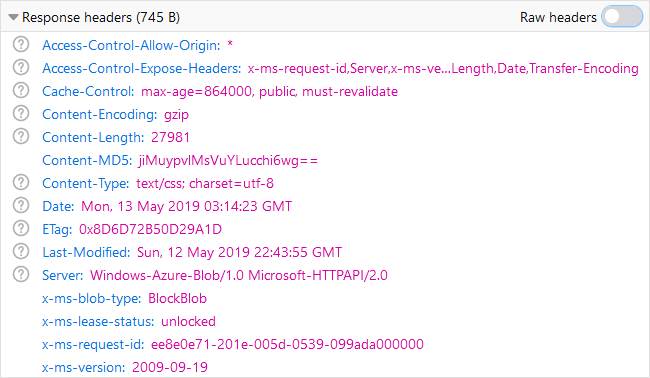 Response headers (745 B) Raw headers
Access-Control-Allow-Origin: *
Access-Control-Expose-Headers: x-ms-request-id,Server,x-ms-ve...Length,Date,Transfer-Encoding
Cache-Control: max-age=864000, public, must-revalidate
Content-Encoding: gzip
Content-Length: 27981
Content-MD5: jiMuypvlMsVuYLucchi6wg==
Content-Type: text/css; charset=utf-8
Date: Mon, 13 May 2019 03:14:23 GMT
ETag: 0x8D6D72B50D29A1D
Last-Modified: Sun, 12 May 2019 22:43:55 GMT
Server: Windows-Azure-Blob/1.0 Microsoft-HTTPAPI/2.0
x-ms-blob-type: BlockBlob
x-ms-lease-status: unlocked
x-ms-request-id: ee8e0e71-201e-005d-0539-099ada000000
x-ms-version: 2009-09-19